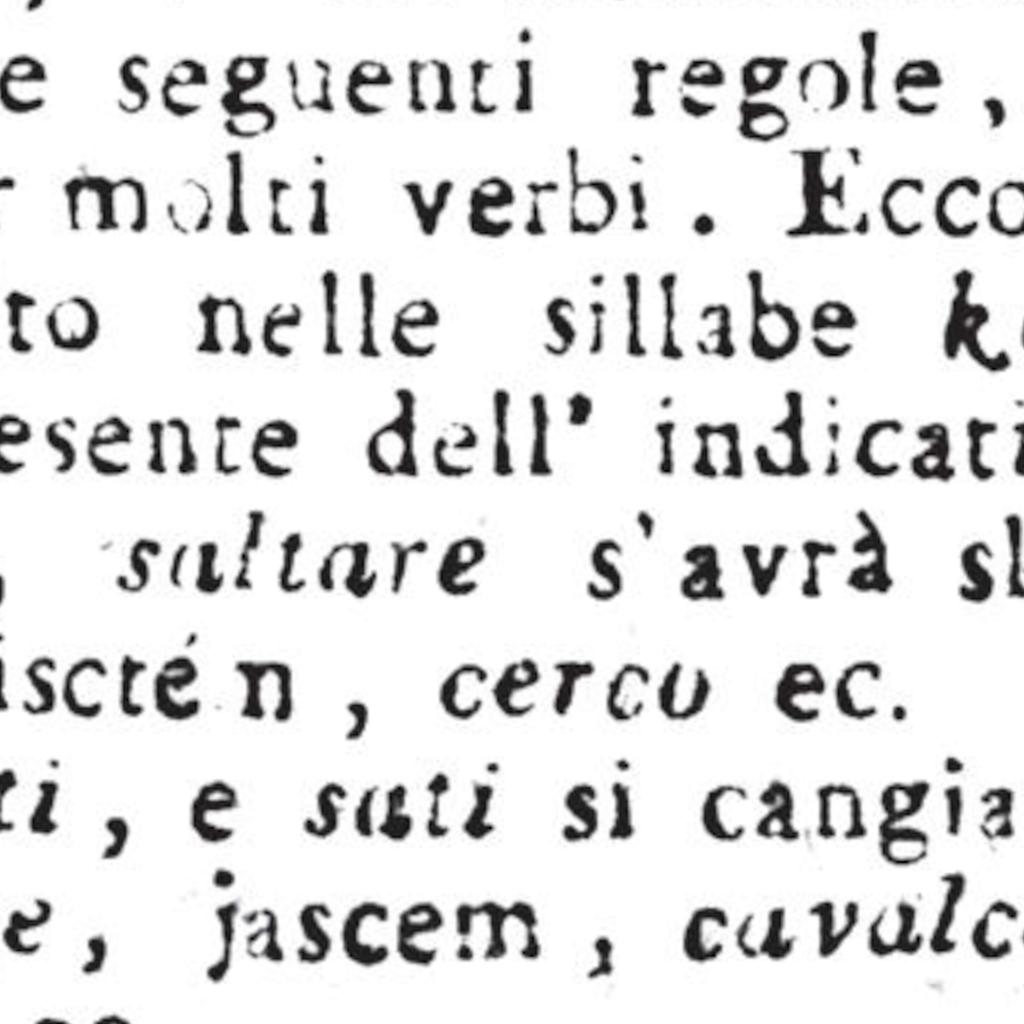 e seguenti regole,
r molti verbi. Ecco
to nelle sillabe k
esente dell' indicati
, saltare s'avrà sl
isctén, cerco ec.
ti, e sati si cangia
e, jascem, cavalc